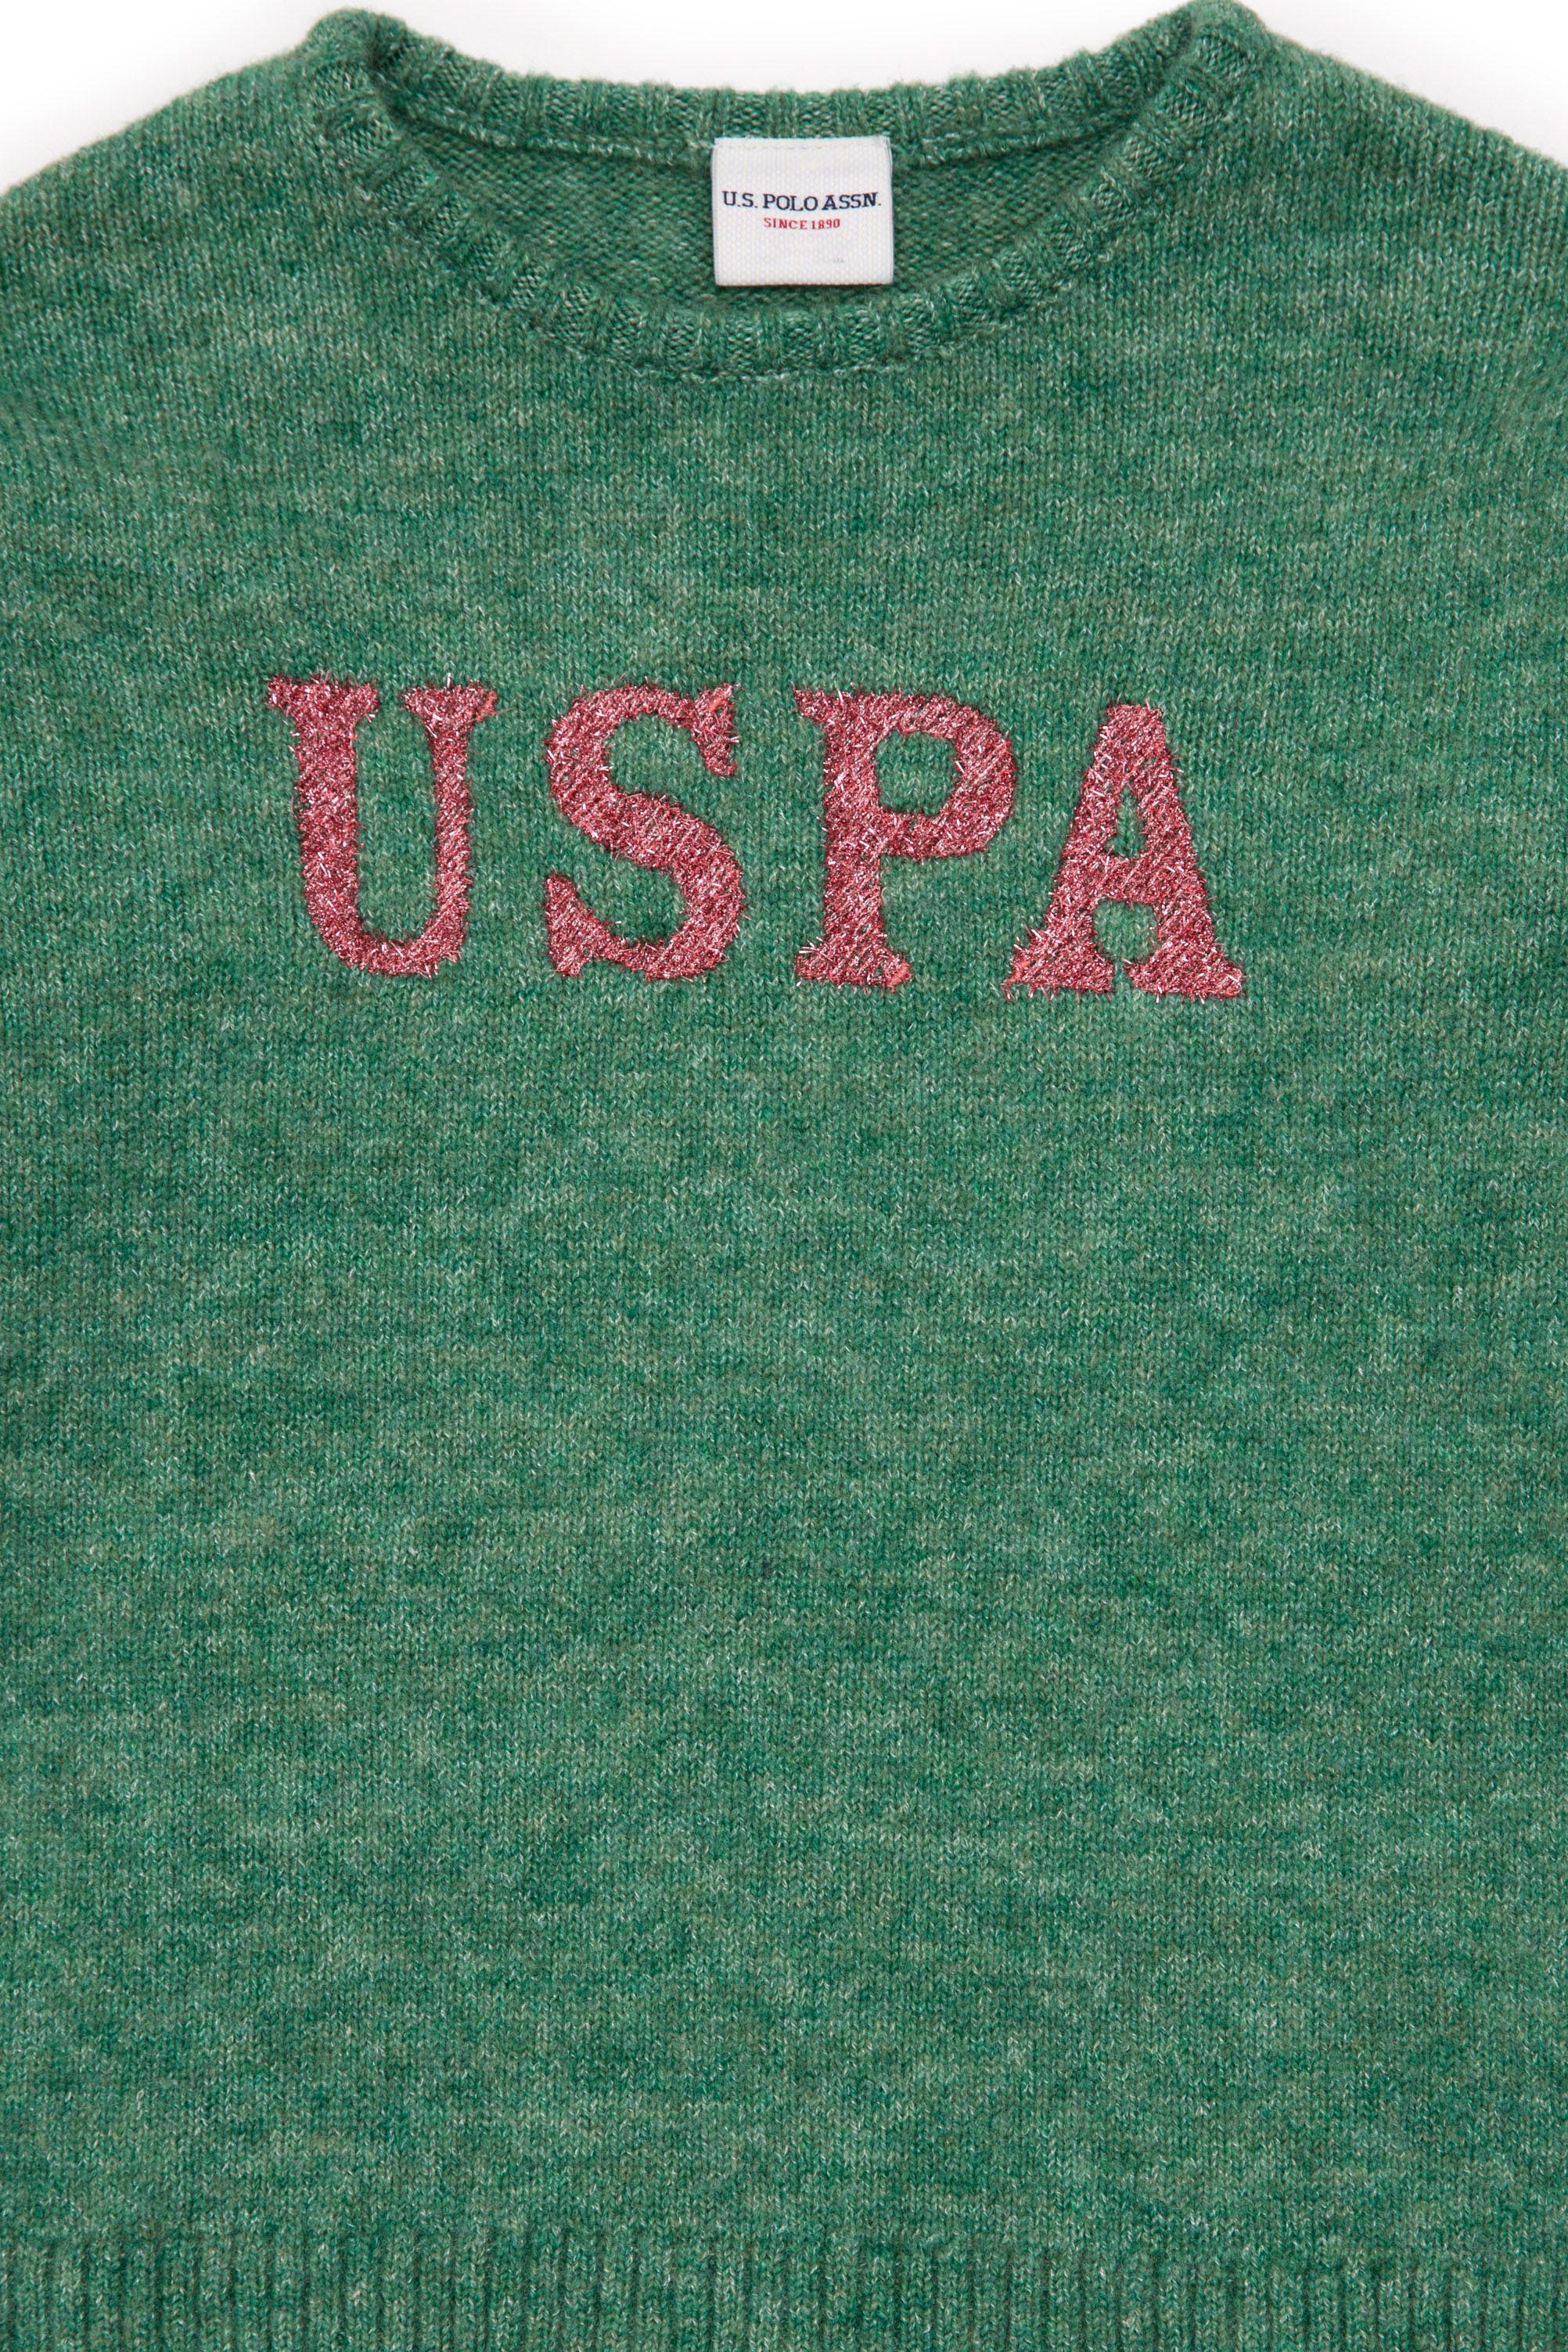 U.S. POLO ASSN.
SINCE 1890
USPA